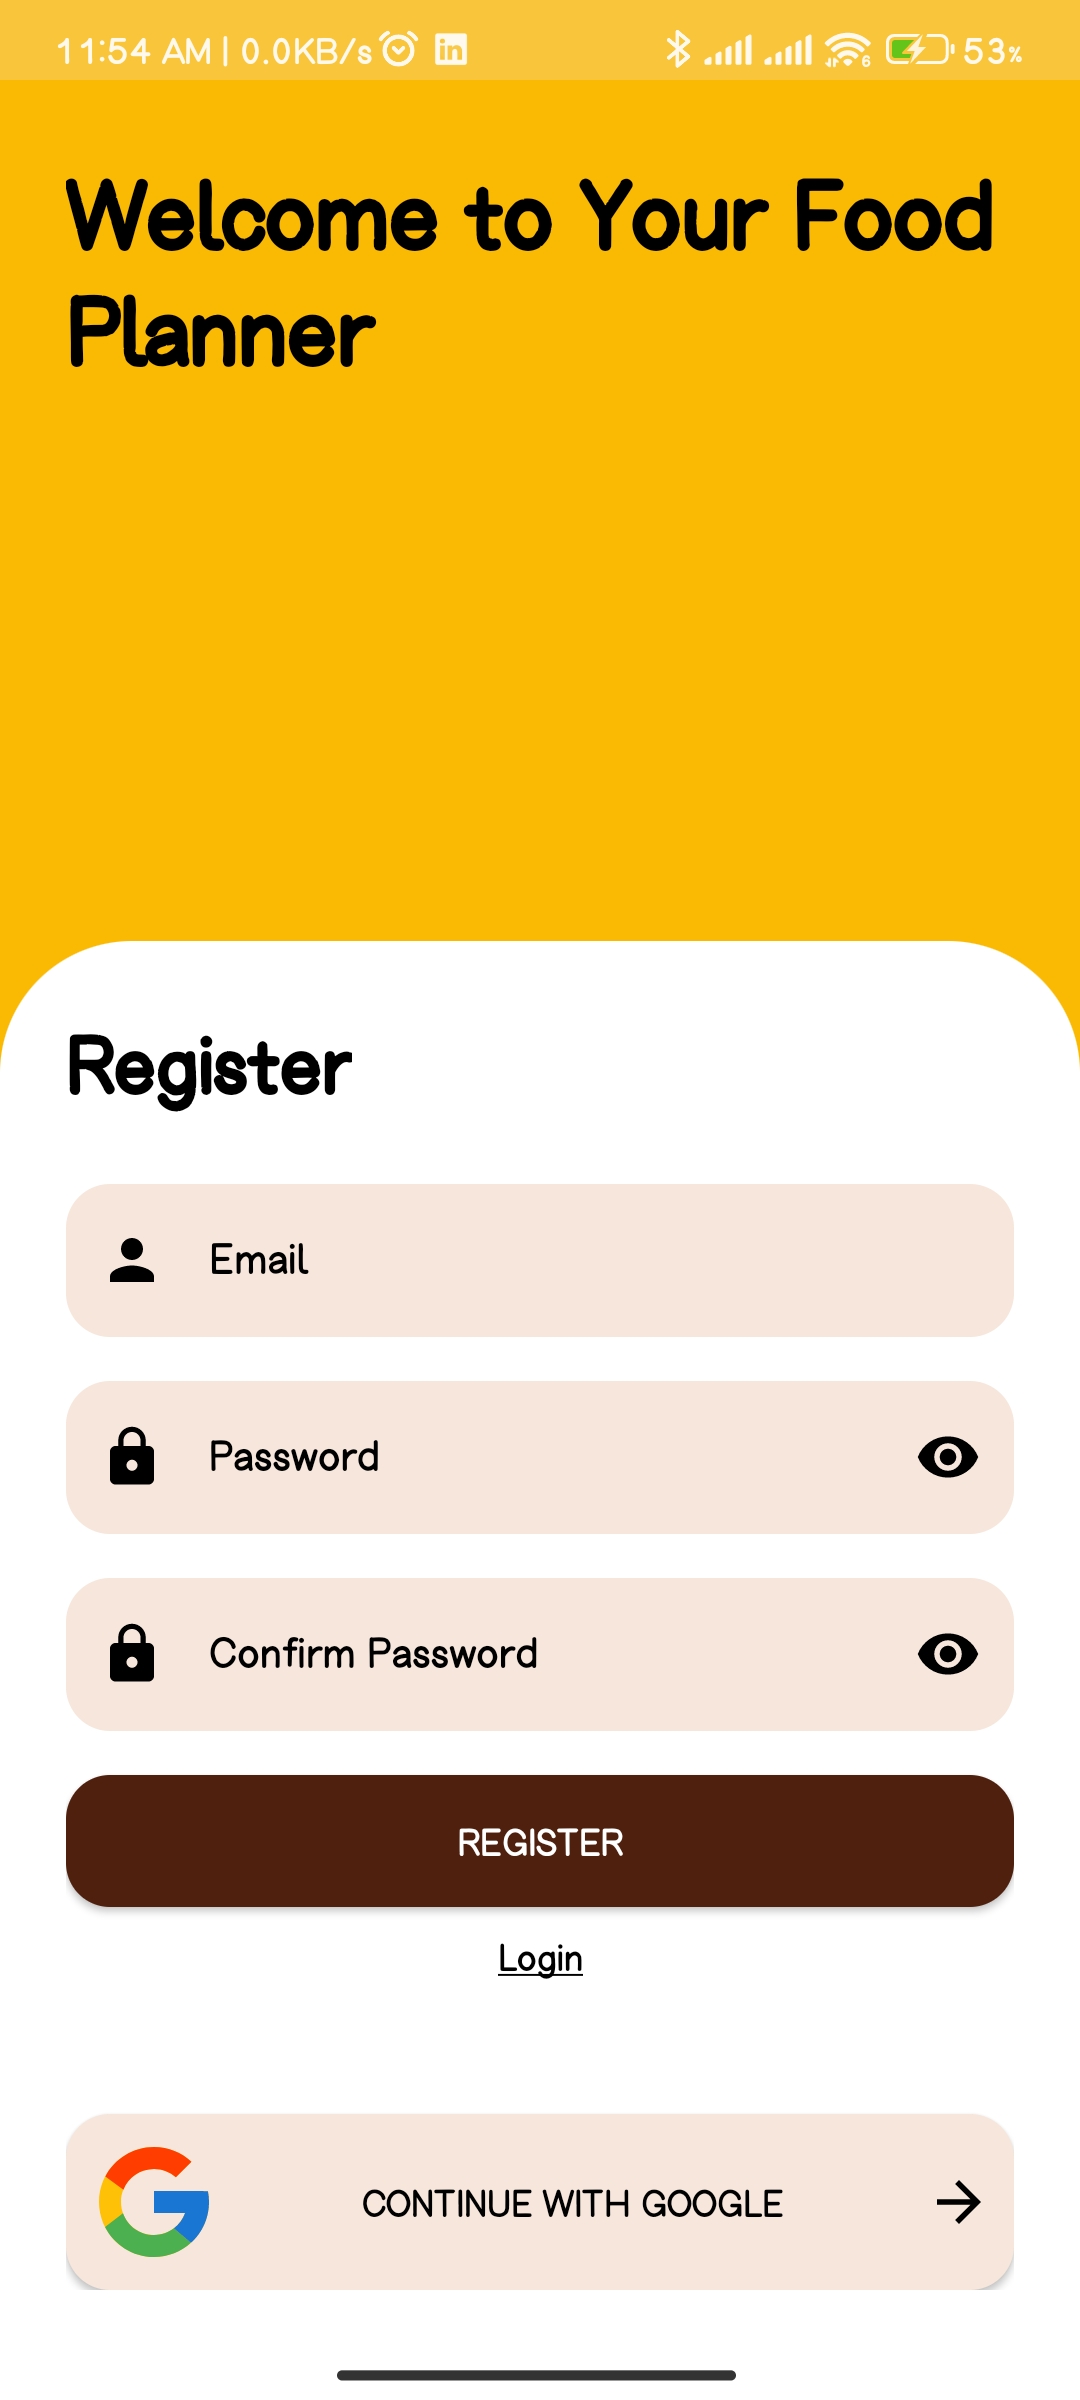 11:54 AM | 0.0KB/s 53%
Welcome to Your Food
Planner
Register
Email
Password
Confirm Password
REGISTER
Login
CONTINUE WITH GOOGLE